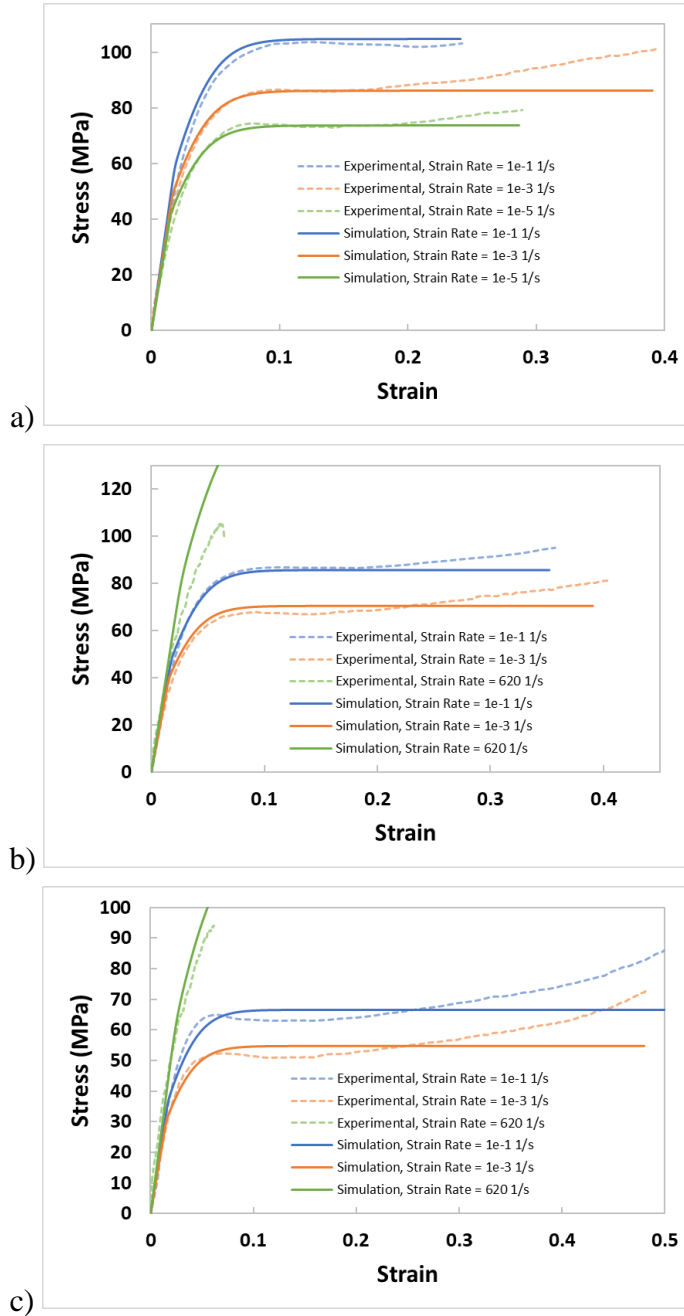 100
80
60
40
20
0
Stress (MPa)
Experimental, Strain Rate = 1e-1 1/s
Experimental, Strain Rate = 1e-3 1/s
Experimental, Strain Rate = 1e-5 1/s
Simulation, Strain Rate = 1e-1 1/s
Simulation, Strain Rate = 1e-3 1/s
Simulation, Strain Rate = 1e-5 1/s
0 0.1 0.2 0.3 0.4
Strain
a)
120
100
80
60
40
20
0
Stress (MPa)
Experimental, Strain Rate = 1e-1 1/s
Experimental, Strain Rate = 1e-3 1/s
Experimental, Strain Rate = 620 1/s
Simulation, Strain Rate = 1e-1 1/s
Simulation, Strain Rate = 1e-3 1/s
Simulation, Strain Rate = 620 1/s
0 0.1 0.2 0.3 0.4
Strain
b)
100
90
80
70
60
50
40
30
20
10
0
Stress (MPa)
Experimental, Strain Rate = 1e-1 1/s
Experimental, Strain Rate = 1e-3 1/s
Experimental, Strain Rate = 620 1/s
Simulation, Strain Rate = 1e-1 1/s
Simulation, Strain Rate = 1e-3 1/s
Simulation, Strain Rate = 620 1/s
0 0.1 0.2 0.3 0.4 0.5
Strain
c)